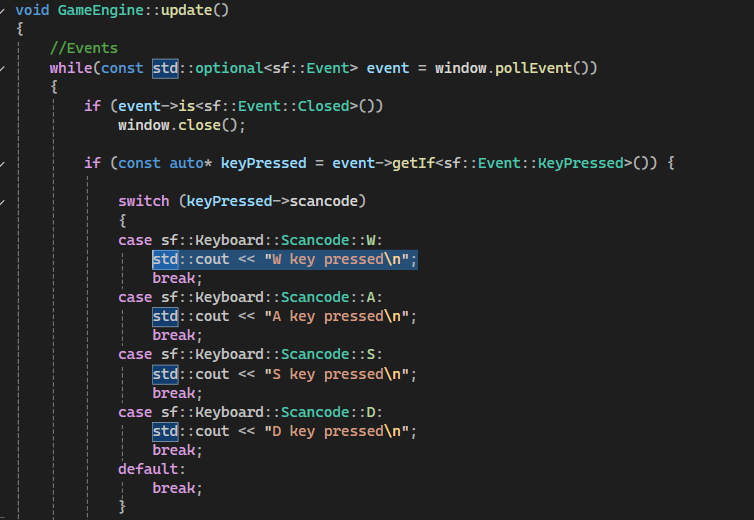 void GameEngine::update()
{
    //Events
    while(const std::optional<sf::Event> event = window.pollEvent())
    {
        if (event->is<sf::Event::Closed>())
            window.close();
        if (const auto* keyPressed = event->getIf<sf::Event::KeyPressed>()) {
            switch (keyPressed->scancode)
            {
            case sf::Keyboard::Scancode::W:
                std::cout << "W key pressed\n";
                break;
            case sf::Keyboard::Scancode::A:
                std::cout << "A key pressed\n";
                break;
            case sf::Keyboard::Scancode::S:
                std::cout << "S key pressed\n";
                break;
            case sf::Keyboard::Scancode::D:
                std::cout << "D key pressed\n";
                break;
            default:
                break;
            }